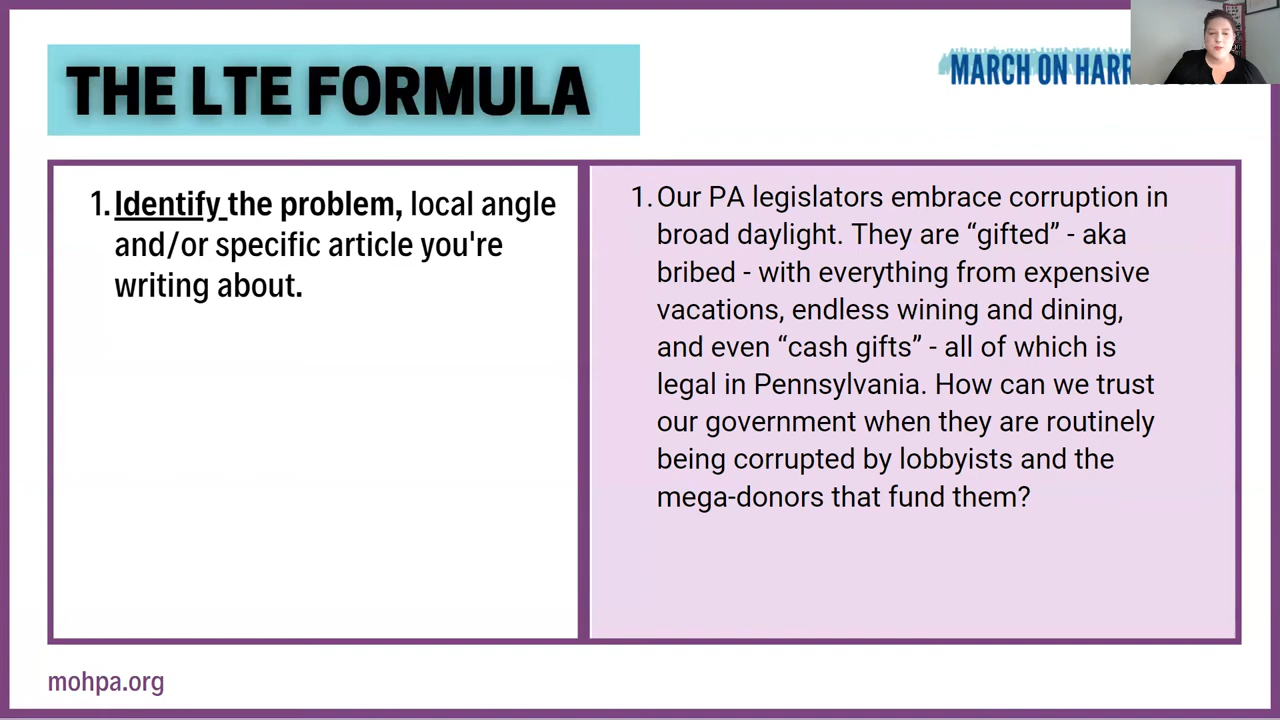 THE LTE FORMULA
MARCH ON
1. Identify the problem, local angle
and/or specific article you're
writing about.
1. Our PA legislators embrace corruption in
broad daylight. They are “gifted” - aka
bribed - with everything from expensive
vacations, endless wining and dining,
and even “cash gifts” - all of which is
legal in Pennsylvania. How can we trust
our government when they are routinely
being corrupted by lobbyists and the
mega-donors that fund them?
mohpa.org